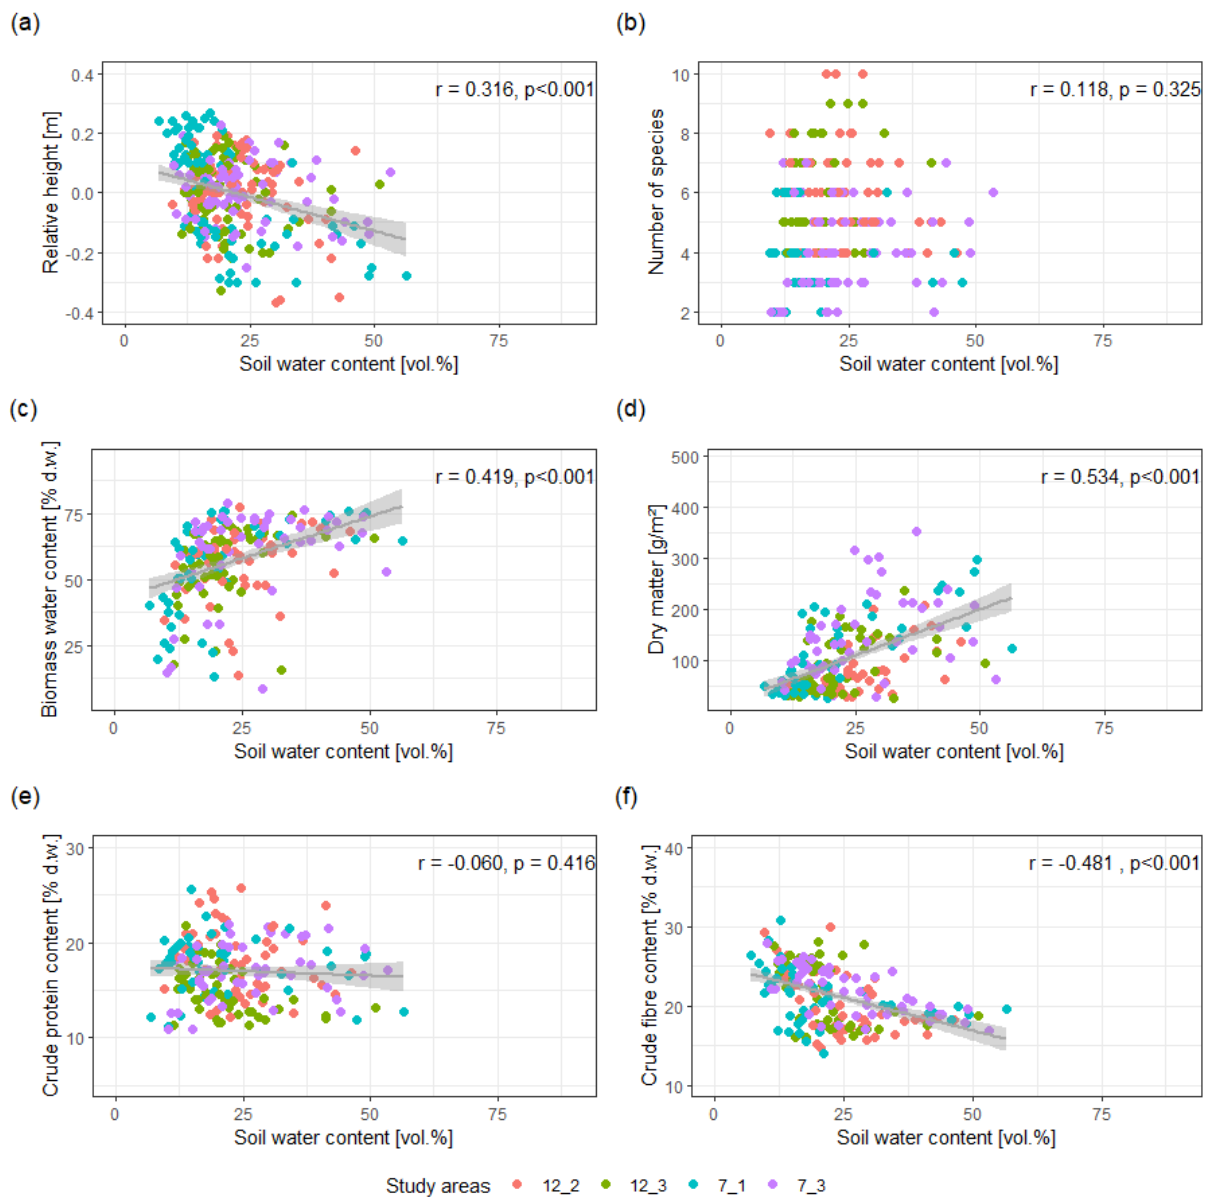 (a)
r = 0.316, p<0.001
Relative height [m]
0.4
0.2
0.0
-0.2
-0.4
0
25
50
75
Soil water content [vol.%]
(b)
r = 0.118, p = 0.325
Number of species
10
8
6
4
2
0
25
50
75
Soil water content [vol.%]
(c)
r = 0.419, p<0.001
Biomass water content [% d.w.]
75
50
25
0
25
50
75
Soil water content [vol.%]
(d)
r = 0.534, p<0.001
Dry matter [g/m²]
500
400
300
200
100
0
25
50
75
Soil water content [vol.%]
(e)
r = -0.060, p = 0.416
Crude protein content [% d.w.]
30
20
10
0
25
50
75
Soil water content [vol.%]
(f)
r = -0.481 , p<0.001
Crude fibre content [% d.w.]
40
30
20
10
0
25
50
75
Soil water content [vol.%]
Study areas 12_2 12_3 7_1 7_3